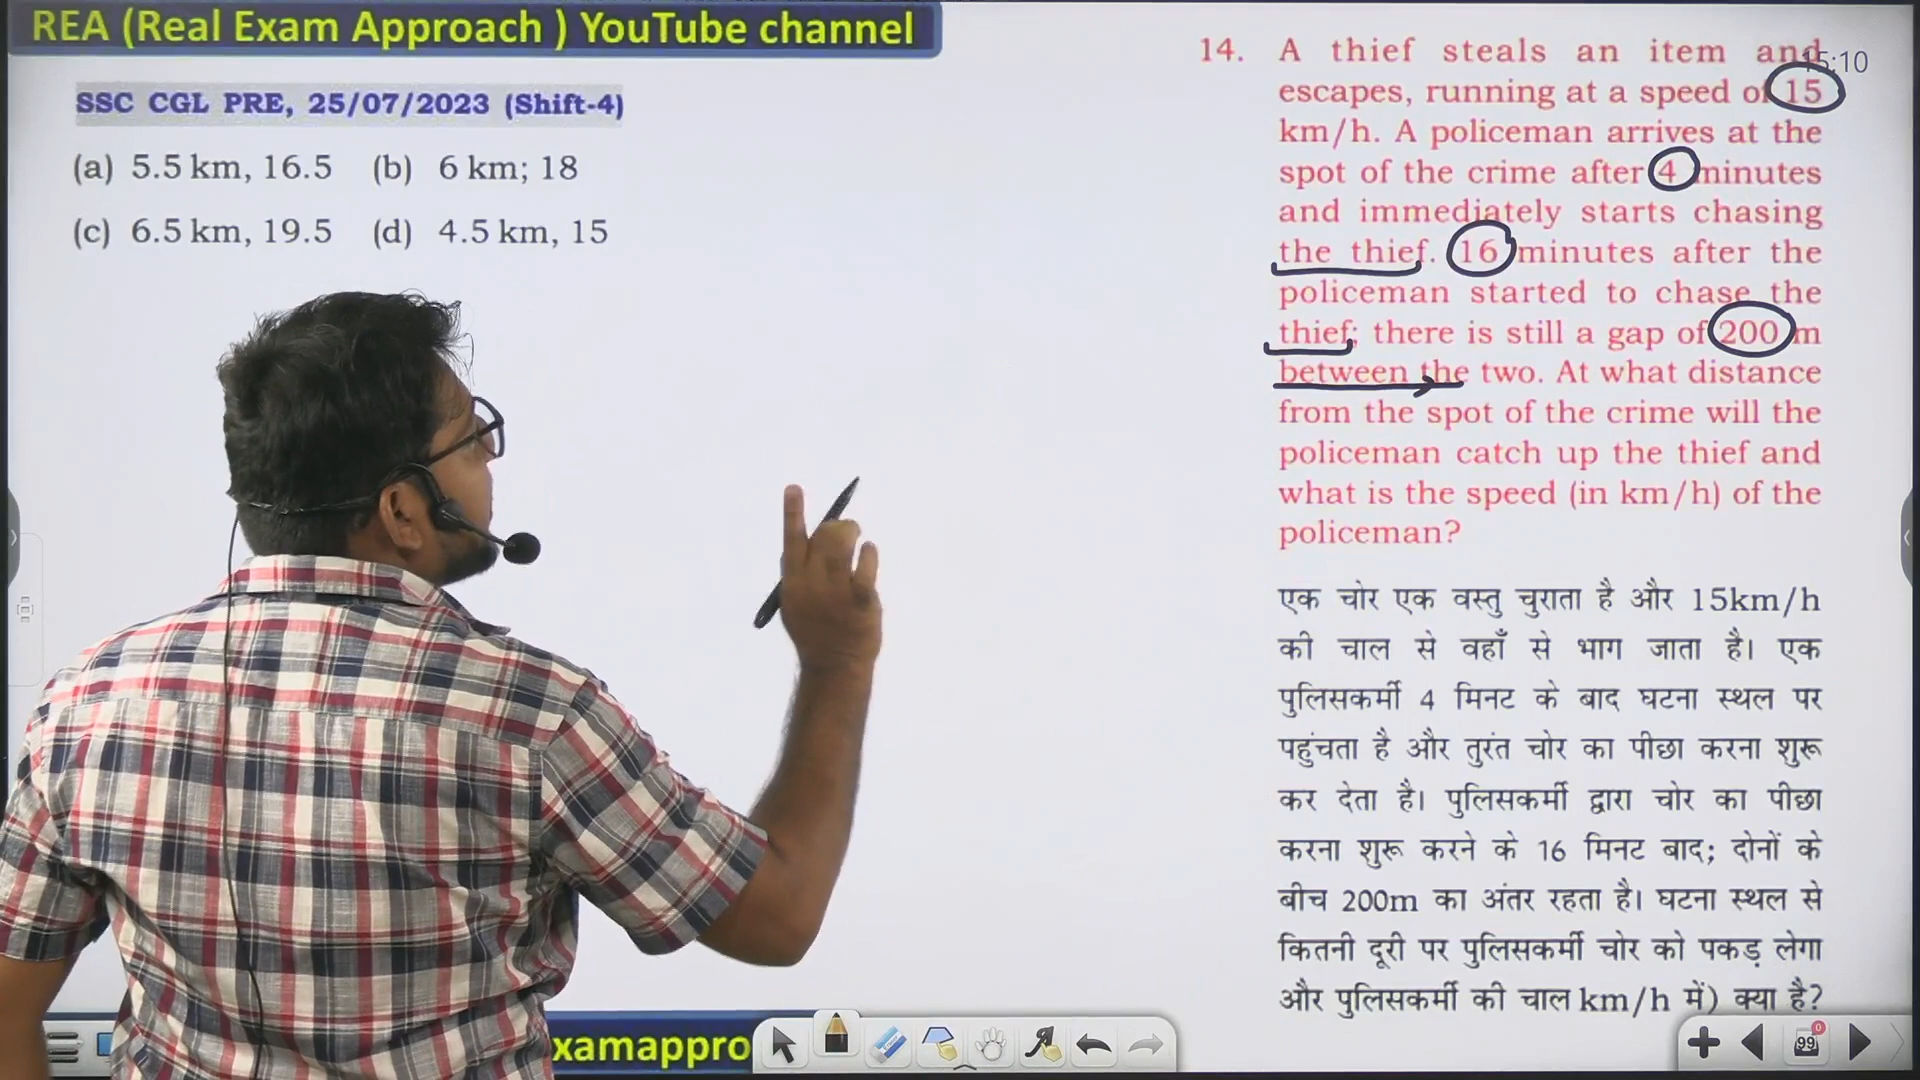 REA (Real Exam Approach ) YouTube channel
SSC CGL PRE, 25/07/2023 (Shift-4)
(a) 5.5 km, 16.5 (b) 6 km; 18
(c) 6.5 km, 19.5 (d) 4.5 km, 15
14. A thief steals an item and
escapes, running at a speed of 15
km/h. A policeman arrives at the
spot of the crime after 4 minutes
and immediately starts chasing
the thief. 16 minutes after the
policeman started to chase the
thief; there is still a gap of 200 m
between the two. At what distance
from the spot of the crime will the
policeman catch up the thief and
what is the speed (in km/h) of the
policeman?
एक चोर एक वस्तु चुराता है और 15km/h
की चाल से वहाँ से भाग जाता है। एक
पुलिसकर्मी 4 मिनट के बाद घटना स्थल पर
पहुंचता है और तुरंत चोर का पीछा करना शुरू
कर देता है। पुलिसकर्मी द्वारा चोर का पीछा
करना शुरू करने के 16 मिनट बाद; दोनों के
बीच 200m का अंतर रहता है। घटना स्थल से
कितनी दूरी पर पुलिसकर्मी चोर को पकड़ लेगा
और पुलिसकर्मी की चाल km/h में) क्या है?
xamappro
99
0